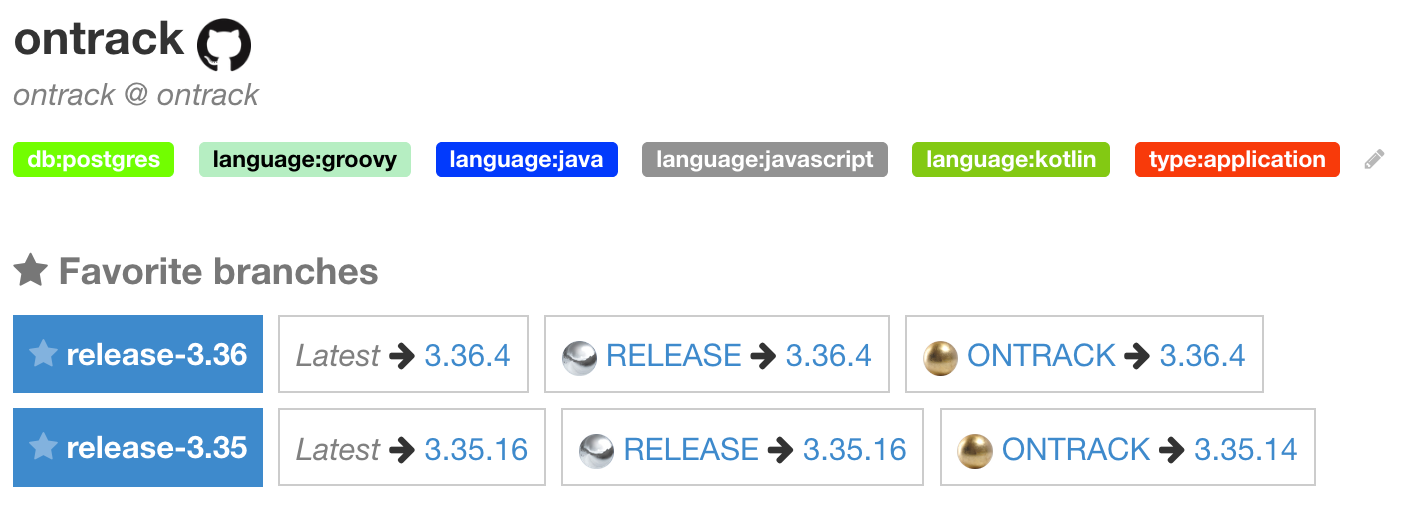 ontrack
ontrack @ ontrack
db:postgres language:groovy language:java language:javascript language:kotlin type:application
Favorite branches
release-3.36 Latest 3.36.4 RELEASE 3.36.4 ONTRACK 3.36.4
release-3.35 Latest 3.35.16 RELEASE 3.35.16 ONTRACK 3.35.14